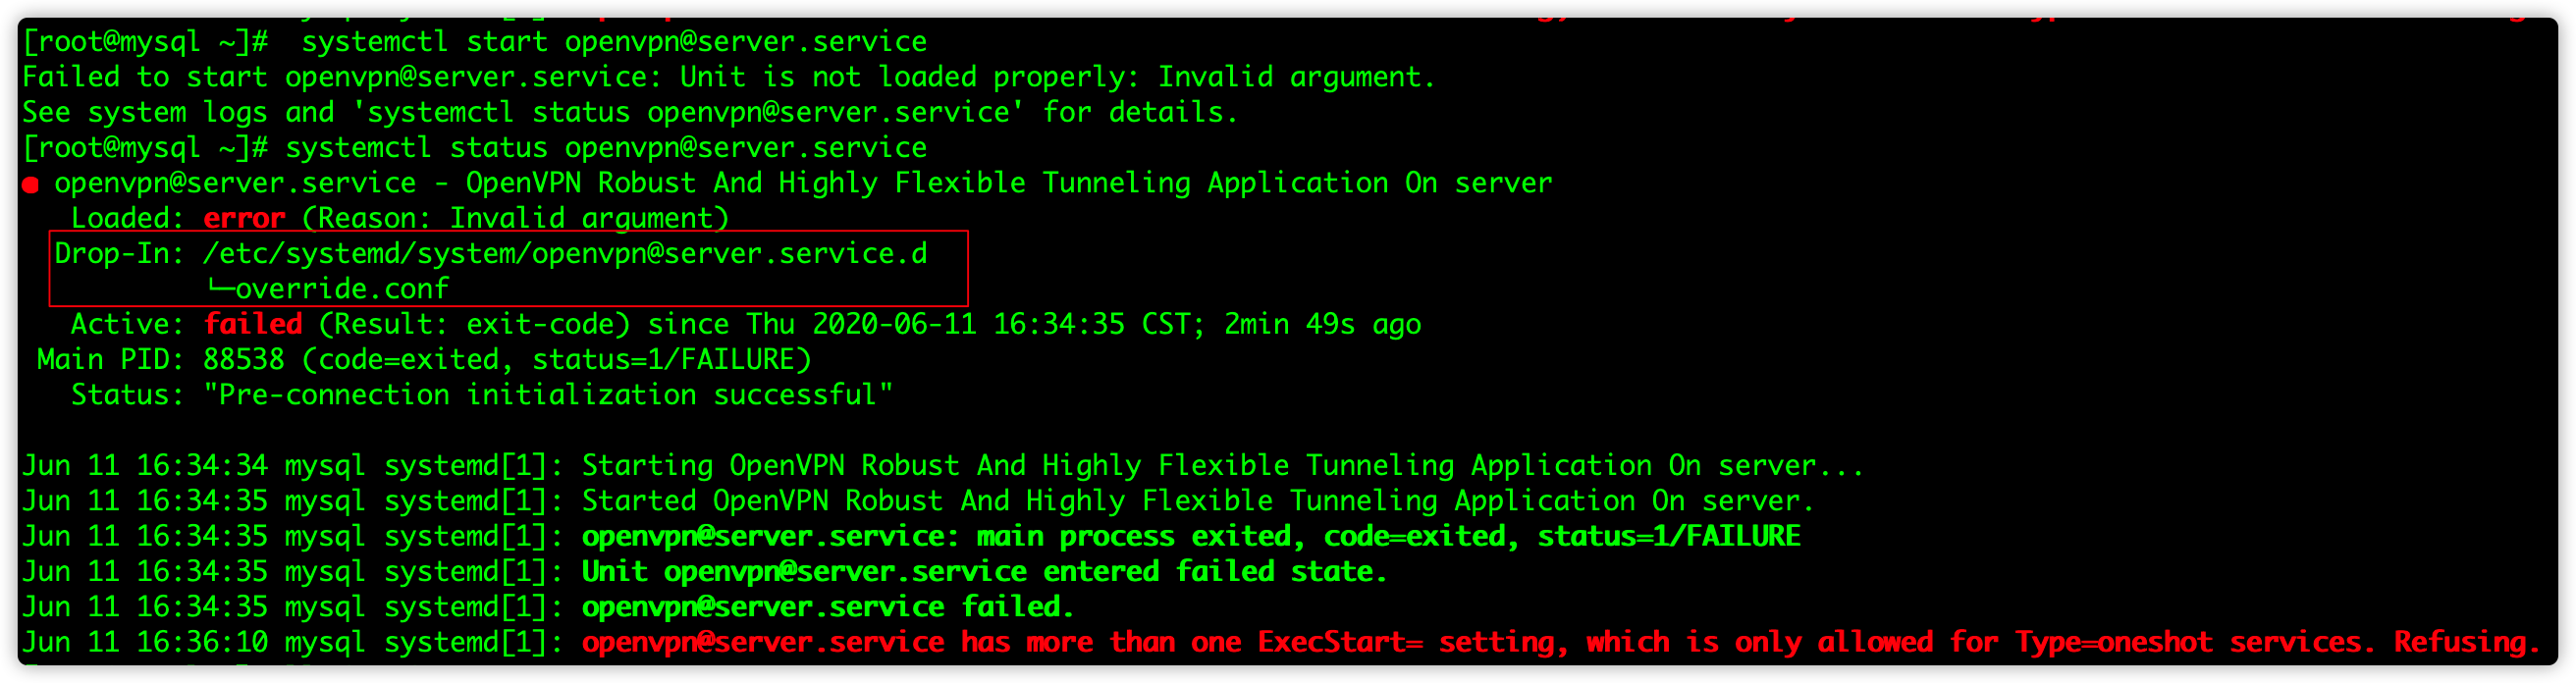 [root@mysql ~]#  systemctl start openvpn@server.service
Failed to start openvpn@server.service: Unit is not loaded properly: Invalid argument.
See system logs and 'systemctl status openvpn@server.service' for details.
[root@mysql ~]# systemctl status openvpn@server.service
● openvpn@server.service - OpenVPN Robust And Highly Flexible Tunneling Application On server
   Loaded: error (Reason: Invalid argument)
  Drop-In: /etc/systemd/system/openvpn@server.service.d
           └─override.conf
   Active: failed (Result: exit-code) since Thu 2020-06-11 16:34:35 CST; 2min 49s ago
 Main PID: 88538 (code=exited, status=1/FAILURE)
   Status: "Pre-connection initialization successful"

Jun 11 16:34:34 mysql systemd[1]: Starting OpenVPN Robust And Highly Flexible Tunneling Application On server...
Jun 11 16:34:35 mysql systemd[1]: Started OpenVPN Robust And Highly Flexible Tunneling Application On server.
Jun 11 16:34:35 mysql systemd[1]: openvpn@server.service: main process exited, code=exited, status=1/FAILURE
Jun 11 16:34:35 mysql systemd[1]: Unit openvpn@server.service entered failed state.
Jun 11 16:34:35 mysql systemd[1]: openvpn@server.service failed.
Jun 11 16:36:10 mysql systemd[1]: openvpn@server.service has more than one ExecStart= setting, which is only allowed for Type=oneshot services. Refusing.